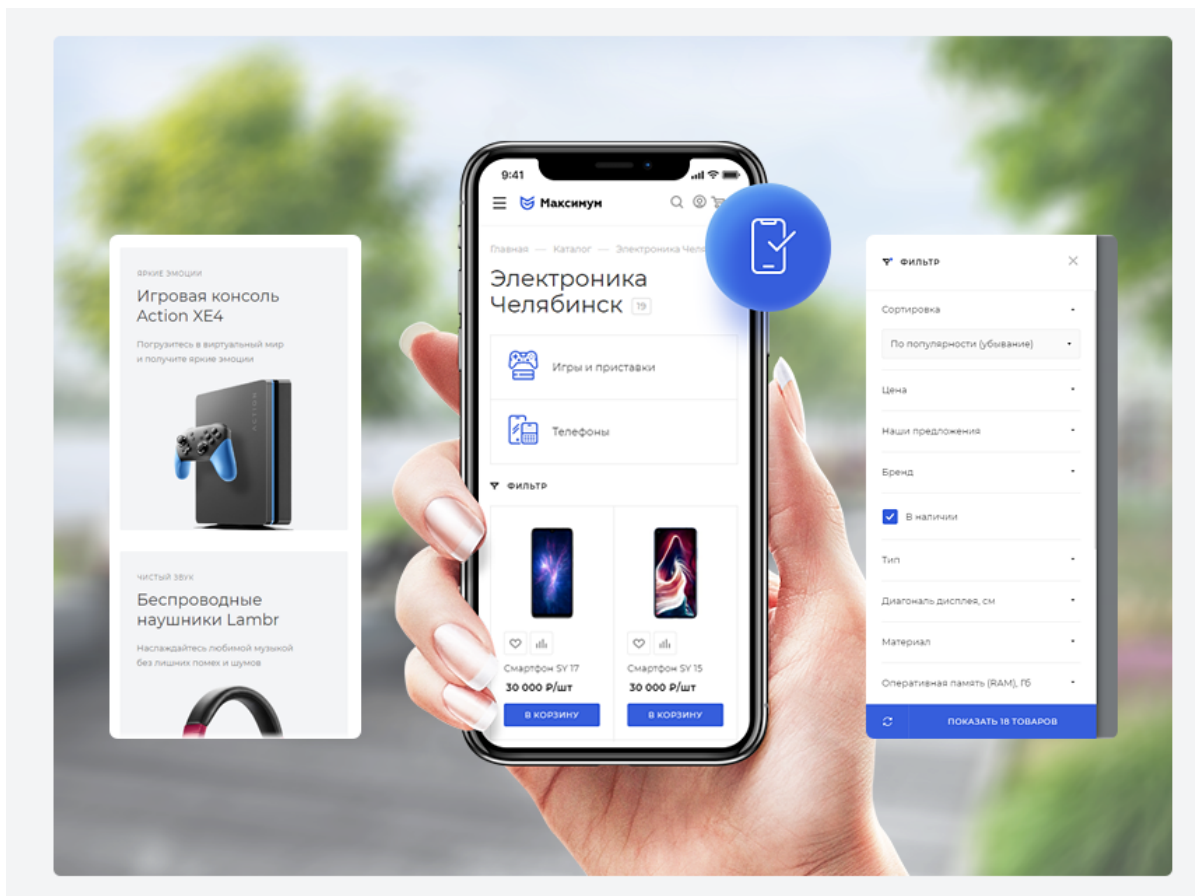 ЯРКИЕ ЭМОЦИИ
Игровая консоль
Action XE4
Погрузитесь в виртуальный мир
и получите яркие эмоции
ACTION
ЧИСТЫЙ ЗВУК
Беспроводные
наушники Lambr
Наслаждайтесь любимой музыкой
без лишних помех и шумов
9:41
Максимум
Главная — Каталог — Электроника
Электроника
Челябинск 19
Игры и приставки
Телефоны
ФИЛЬТР
Смартфон SY 17
30 000 ₽/шт
В КОРЗИНУ
Смартфон SY 15
30 000 ₽/шт
В КОРЗИНУ
ФИЛЬТР
Сортировка
По популярности (убывание)
Цена
Наши предложения
Бренд
В наличии
Тип
Диагональ дисплея, см
Материал
Оперативная память (RAM), Гб
ПОКАЗАТЬ 18 ТОВАРОВ